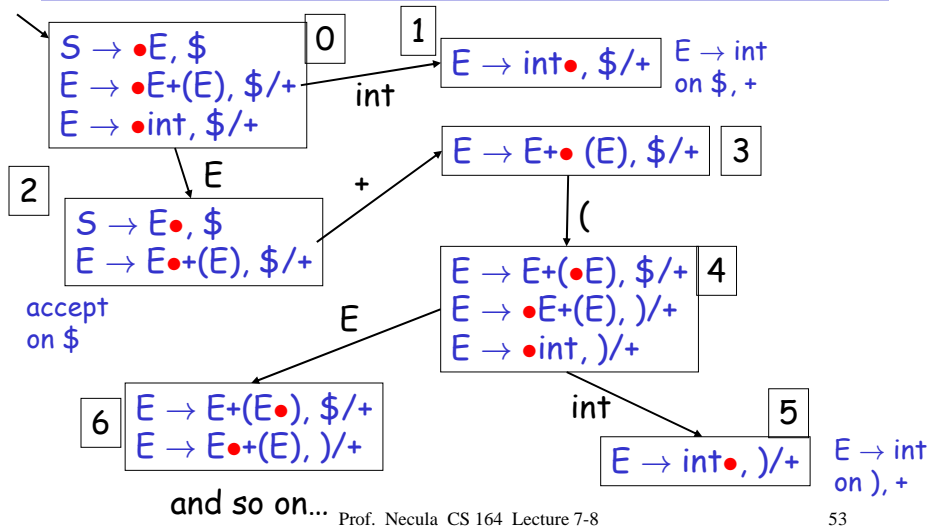 0
S → •E, $
E → •E+(E), $/+
E → •int, $/+
int
1
E → int•, $/+
E → int
on $, +
E
2
S → E•, $
E → E•+(E), $/+
accept
on $
+
E → E+• (E), $/+
3
(
E → E+(•E), $/+
E → •E+(E), )/+
E → •int, )/+
4
E
6
E → E+(E•), $/+
E → E•+(E), )/+
int
5
E → int•, )/+
E → int
on ), +
and so on...
Prof. Necula CS 164 Lecture 7-8
53